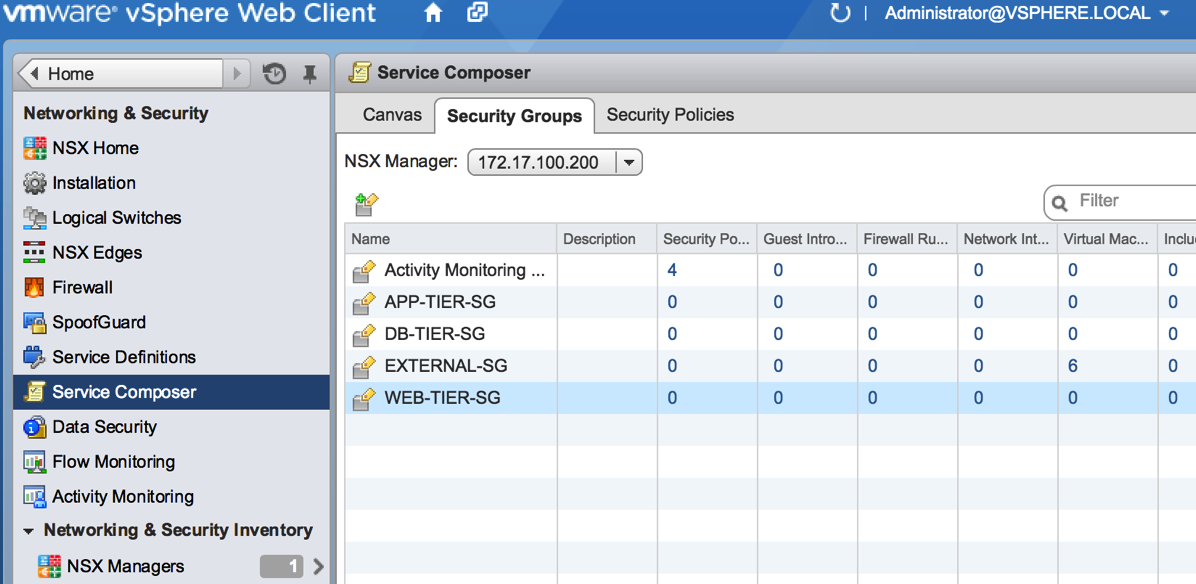 vmware® vSphere Web Client | Administrator@VSPHERE.LOCAL
Home
Service Composer
Networking & Security
Canvas Security Groups Security Policies
NSX Home
NSX Manager: 172.17.100.200
Installation
Logical Switches
Filter
Name Description Security Po... Guest Intro... Firewall Ru... Network Int... Virtual Mac... Inclu
NSX Edges
Activity Monitoring ... 4 0 0 0 0 0
Firewall
APP-TIER-SG 0 0 0 0 0 0
SpoofGuard
DB-TIER-SG 0 0 0 0 0 0
Service Definitions
EXTERNAL-SG 0 0 0 0 6 0
Service Composer
WEB-TIER-SG 0 0 0 0 0 0
Data Security
Flow Monitoring
Activity Monitoring
Networking & Security Inventory
NSX Managers 1